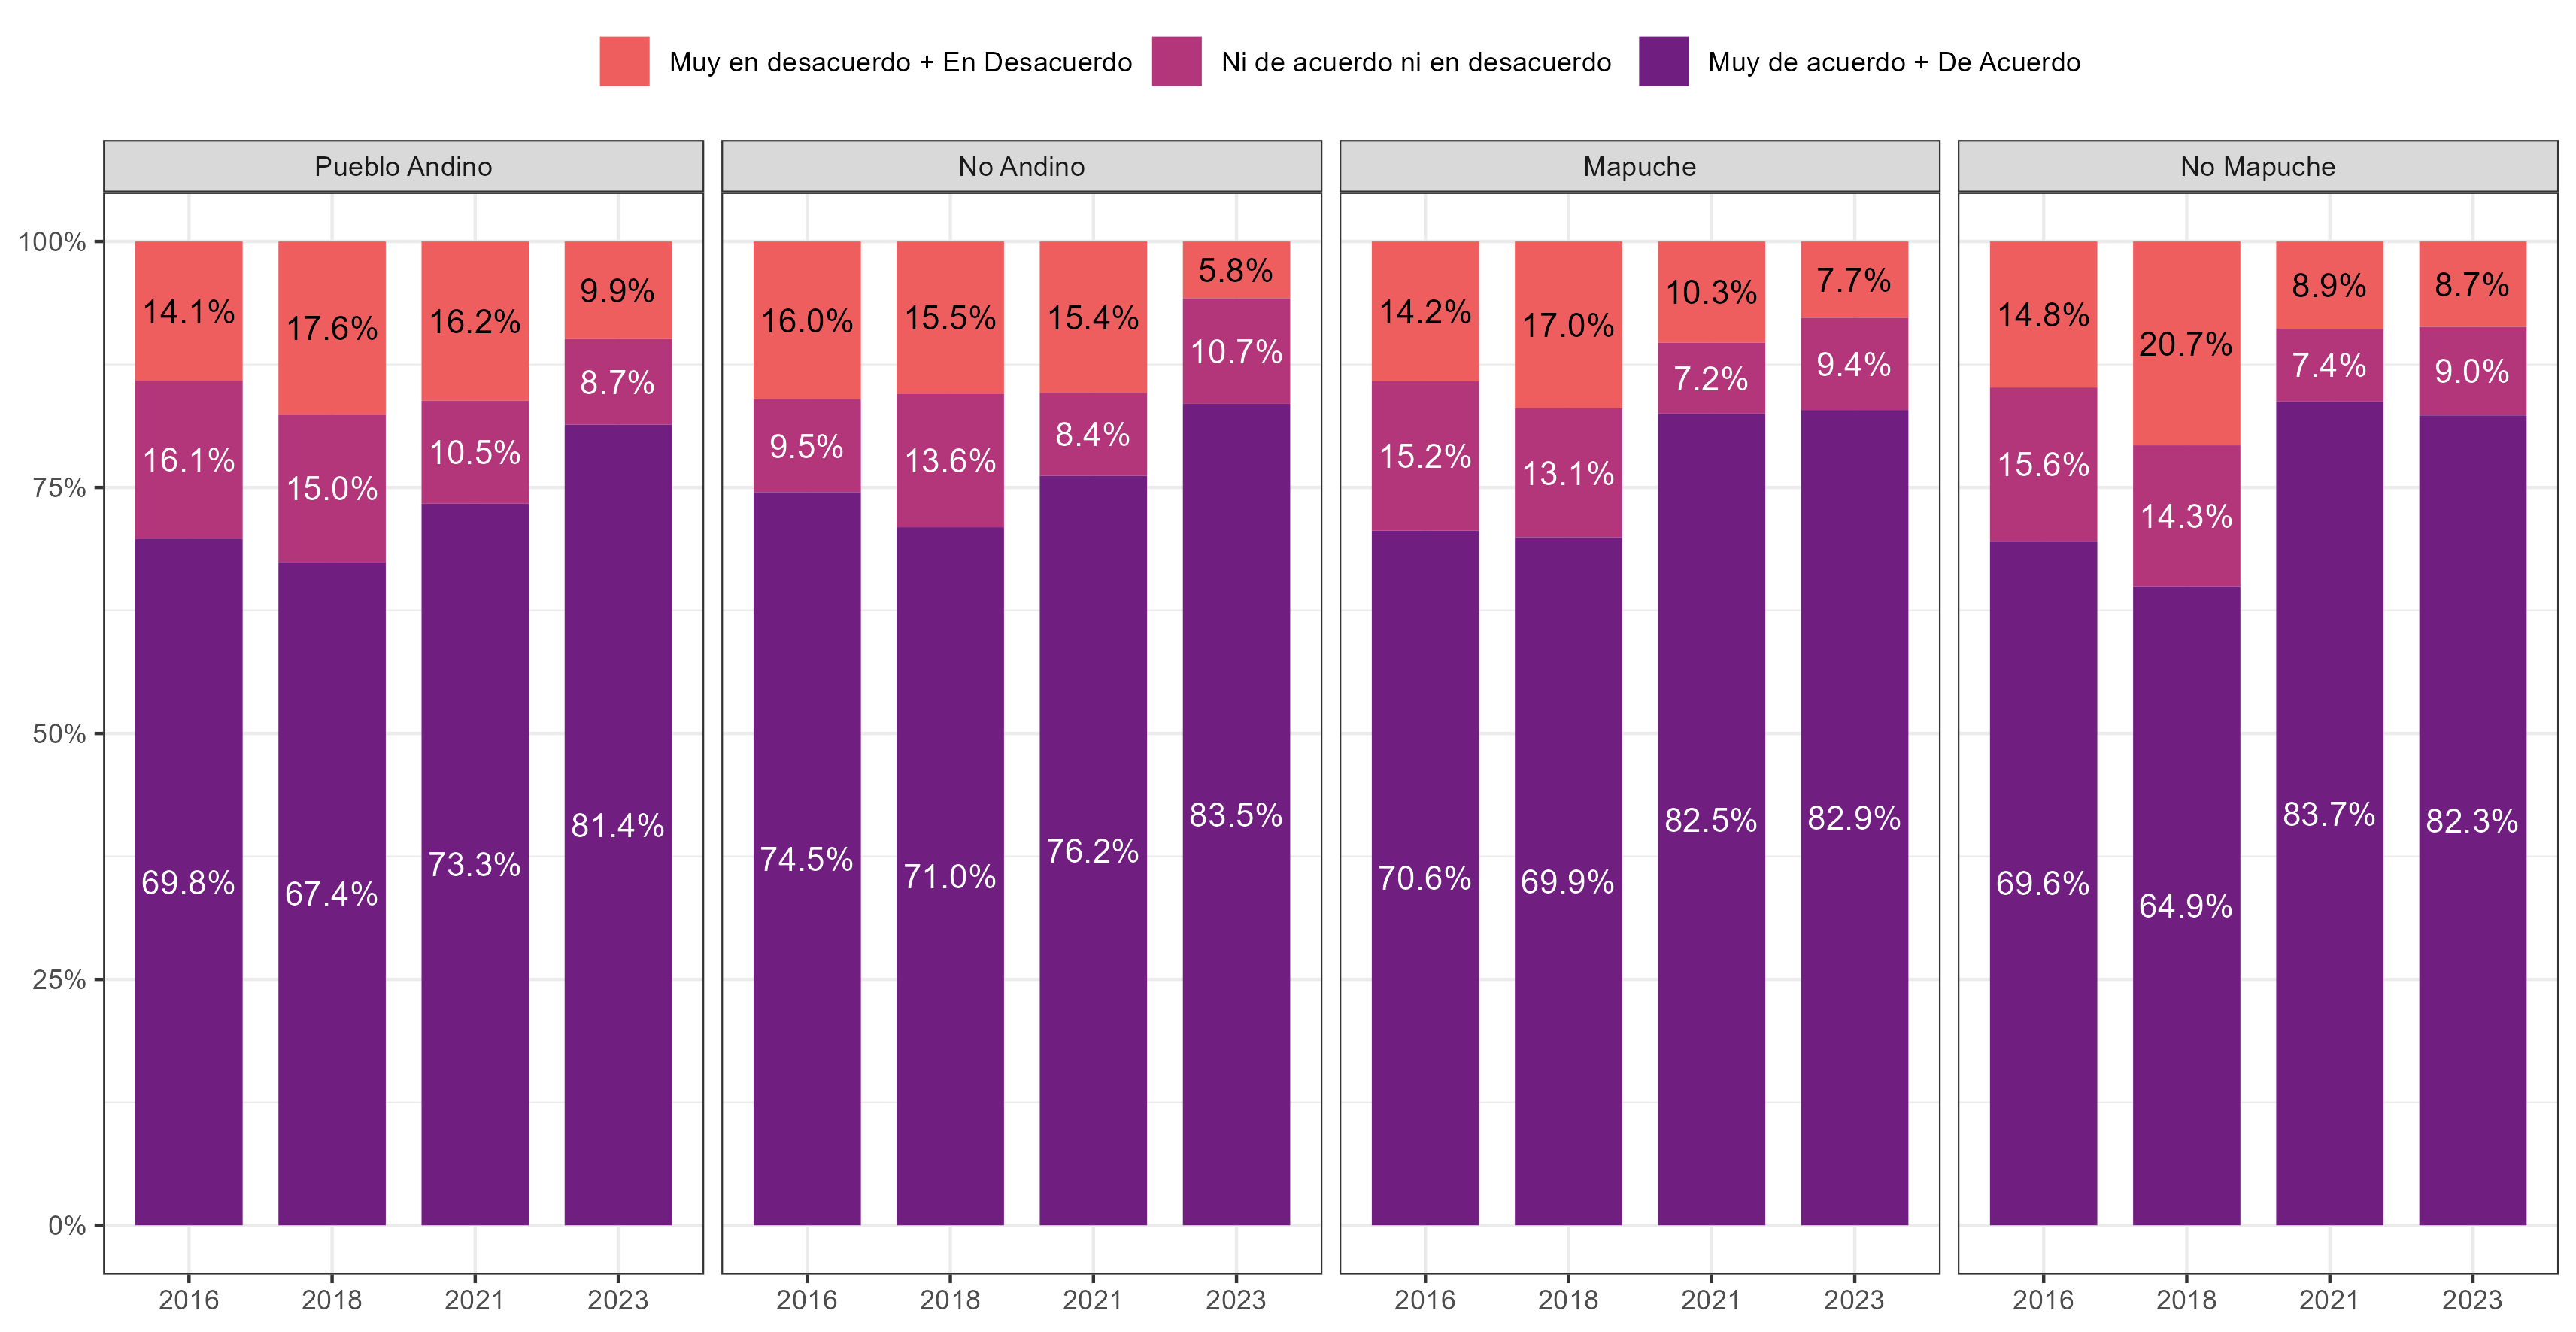 Muy en desacuerdo + En Desacuerdo Ni de acuerdo ni en desacuerdo Muy de acuerdo + De Acuerdo
Pueblo Andino No Andino Mapuche No Mapuche
100%
75%
50%
25%
0%
14.1% 17.6% 16.2% 9.9%
16.1% 15.0% 10.5% 8.7%
69.8% 67.4% 73.3% 81.4%
16.0% 15.5% 15.4% 5.8%
9.5% 13.6% 8.4% 10.7%
74.5% 71.0% 76.2% 83.5%
14.2% 17.0% 10.3% 7.7%
15.2% 13.1% 7.2% 9.4%
70.6% 69.9% 82.5% 82.9%
14.8% 20.7% 8.9% 8.7%
15.6% 14.3% 7.4% 9.0%
69.6% 64.9% 83.7% 82.3%
2016 2018 2021 2023 2016 2018 2021 2023 2016 2018 2021 2023 2016 2018 2021 2023